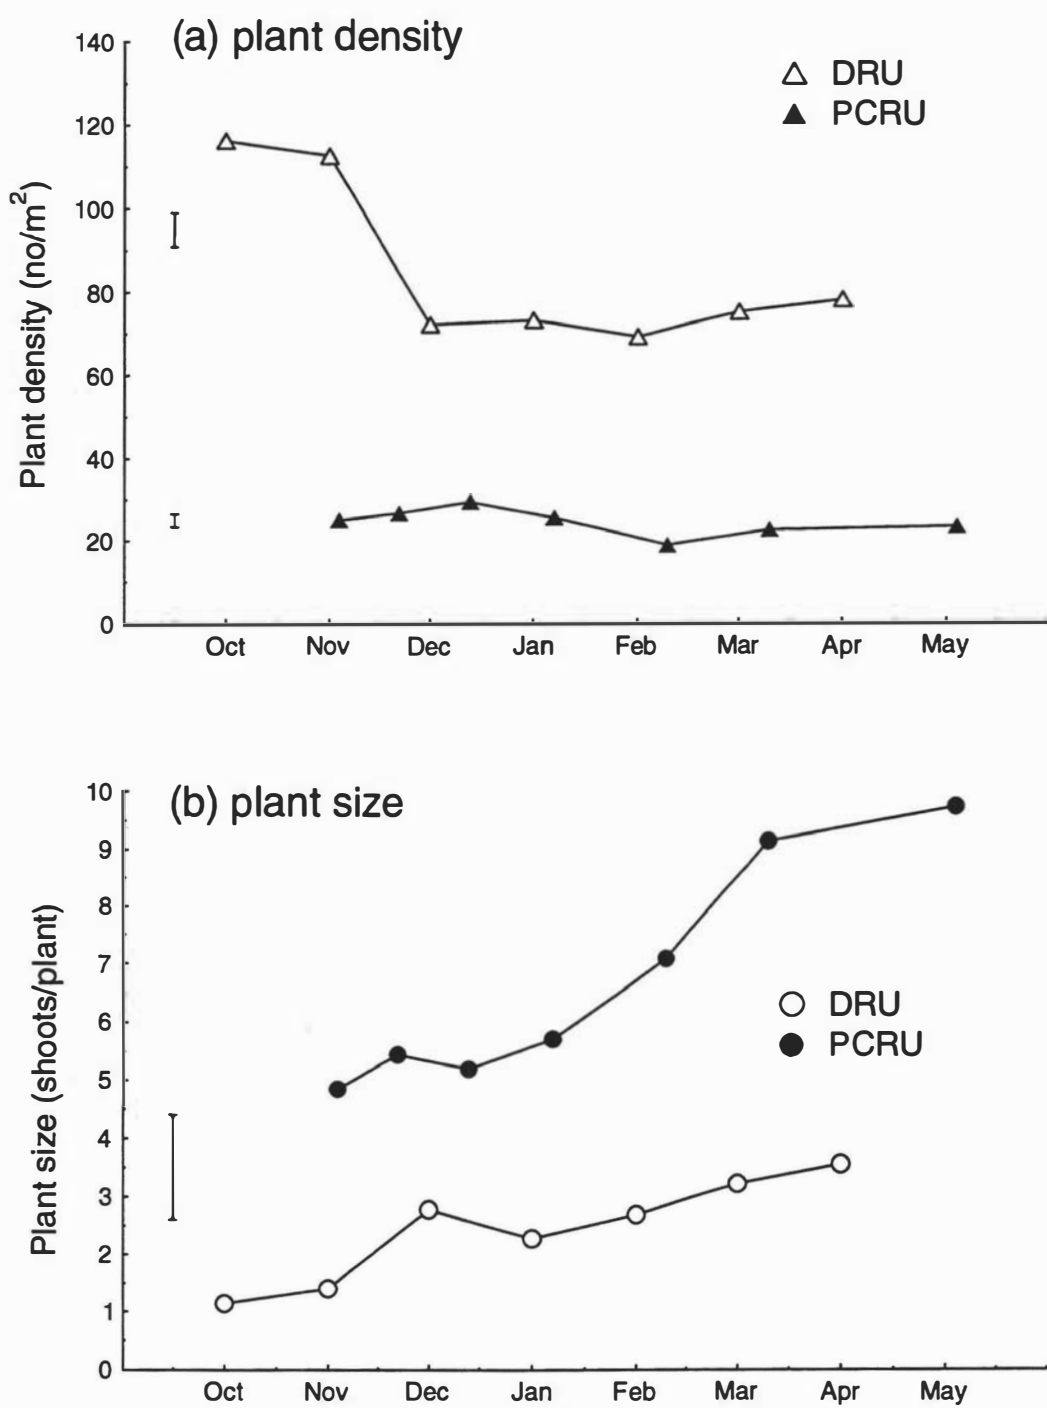 (a) plant density
DRU
PCRU
Plant density (no/m²)
140
120
100
80
60
40
20
0
Oct Nov Dec Jan Feb Mar Apr May
(b) plant size
DRU
PCRU
Plant size (shoots/plant)
10
9
8
7
6
5
4
3
2
1
0
Oct Nov Dec Jan Feb Mar Apr May